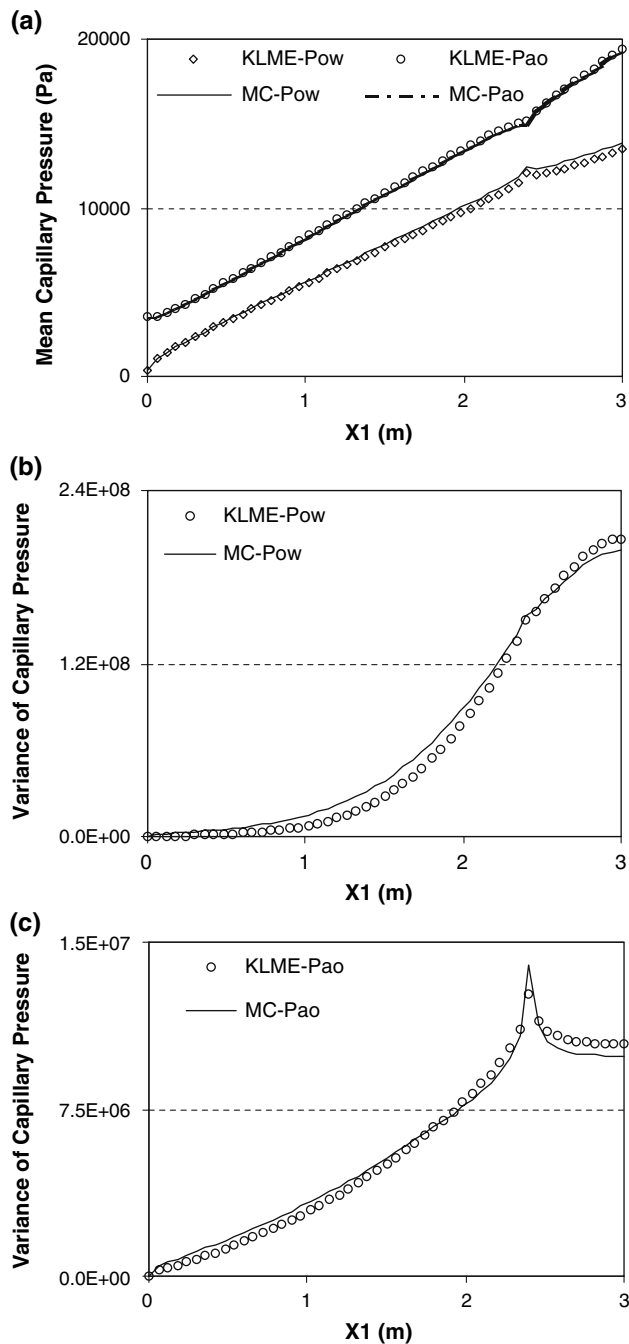 (a)
20000
KLME-Pow KLME-Pao
MC-Pow MC-Pao
Mean Capillary Pressure (Pa)
10000
0
0 1 2 3
X1 (m)
(b)
2.4E+08
KLME-Pow
MC-Pow
Variance of Capillary Pressure
1.2E+08
0.0E+00
0 1 2 3
X1 (m)
(c)
1.5E+07
KLME-Pao
MC-Pao
Variance of Capillary Pressure
7.5E+06
0.0E+00
0 1 2 3
X1 (m)